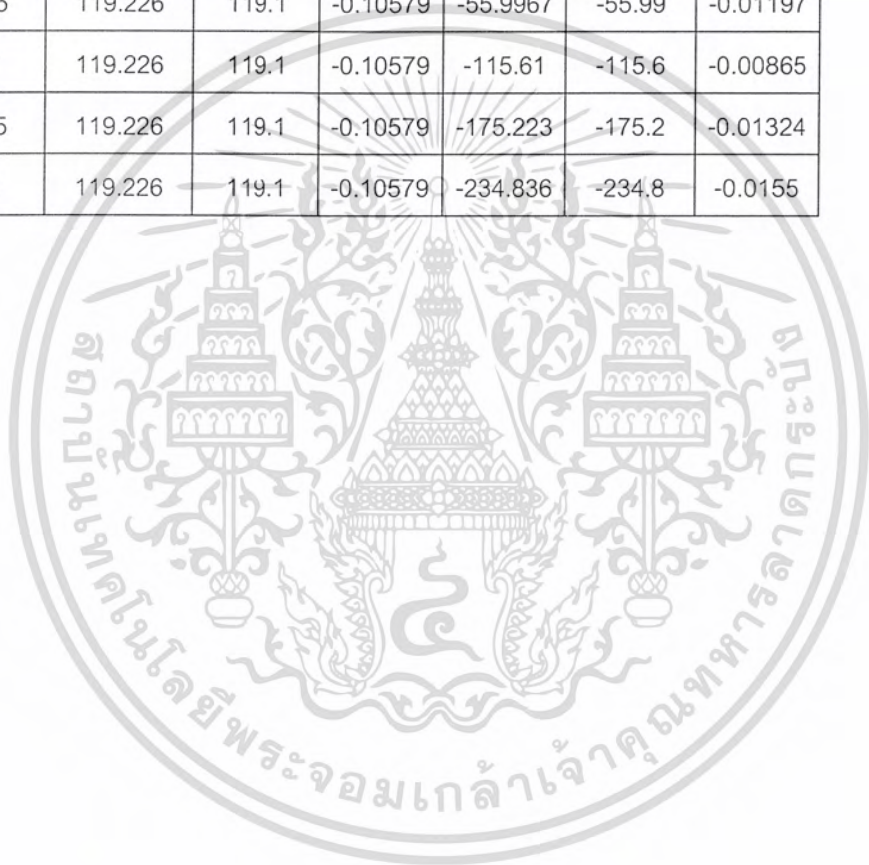 119.226 119.1 -0.10579 -55.9967 -55.99 -0.01197
119.226 119.1 -0.10579 -115.61 -115.6 -0.00865
5 119.226 119.1 -0.10579 -175.223 -175.2 -0.01324
119.226 119.1 -0.10579 -234.836 -234.8 -0.0155
สถาบันเทคโนโลยีพระจอมเกล้าเจ้าคุณทหารลาดกระบัง